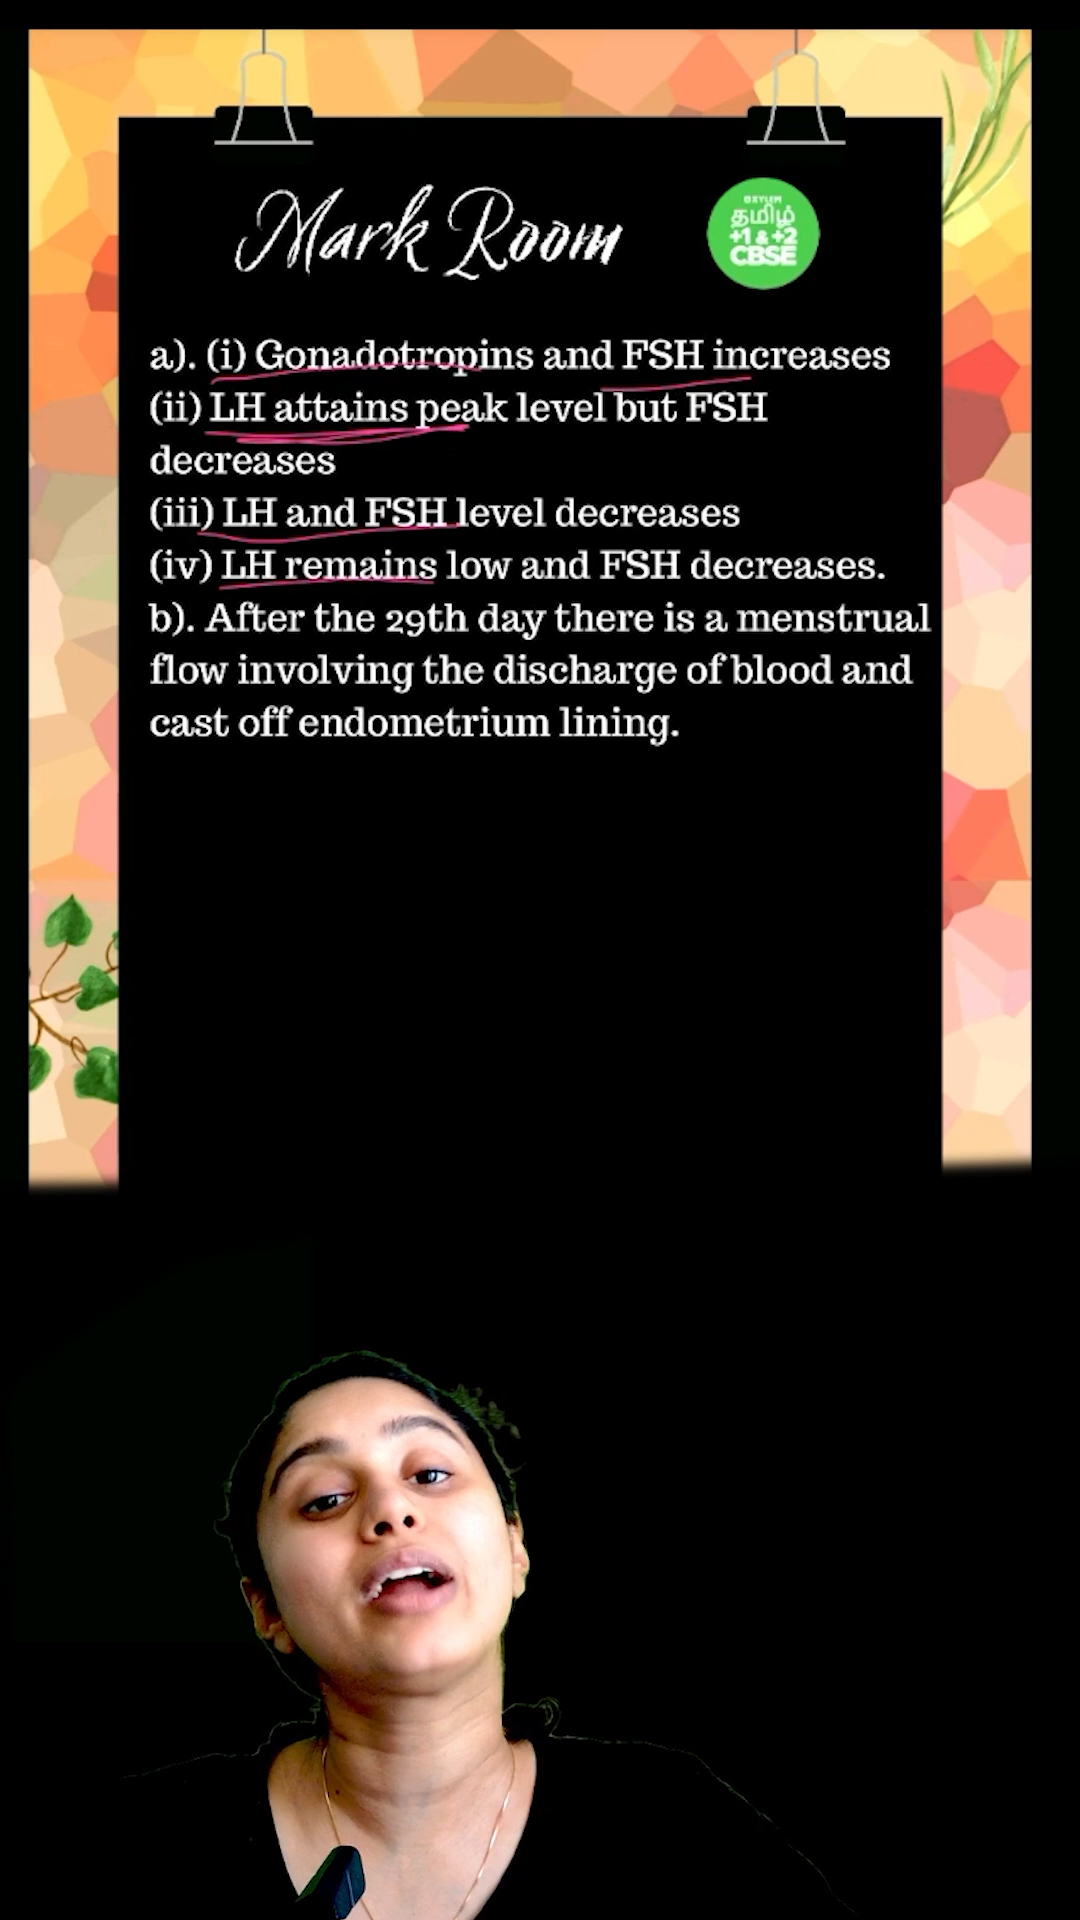 Mark Room
OXYLEM
தமிழ்
+1 & +2
CBSE
a). (i) Gonadotropins and FSH increases
(ii) LH attains peak level but FSH
decreases
(iii) LH and FSH level decreases
(iv) LH remains low and FSH decreases.
b). After the 29th day there is a menstrual
flow involving the discharge of blood and
cast off endometrium lining.